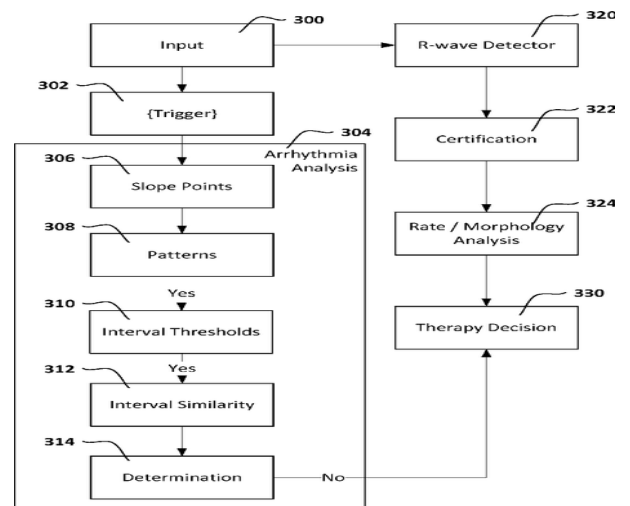 300
Input
320
R-wave Detector
302
{Trigger}
304
Arrhythmia
Analysis
322
Certification
306
Slope Points
308
Patterns
324
Rate / Morphology
Analysis
Yes
310
Interval Thresholds
330
Therapy Decision
Yes
312
Interval Similarity
314
Determination
No